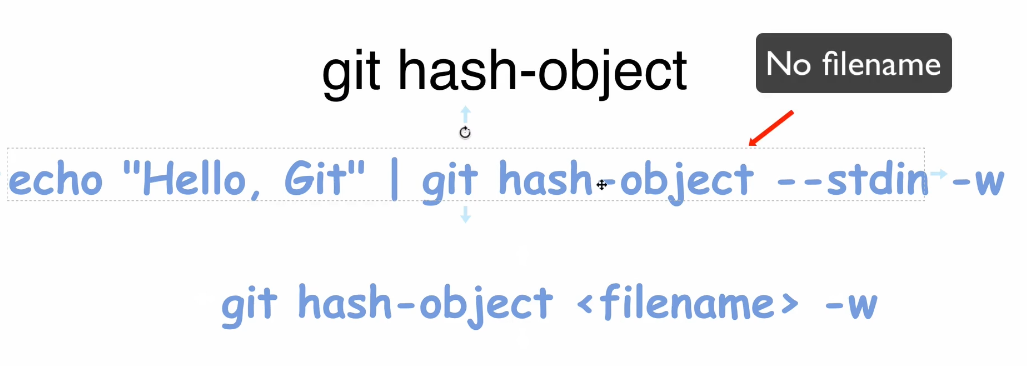 git hash-object
No filename
echo "Hello, Git" | git hash-object --stdin -w
git hash-object <filename> -w